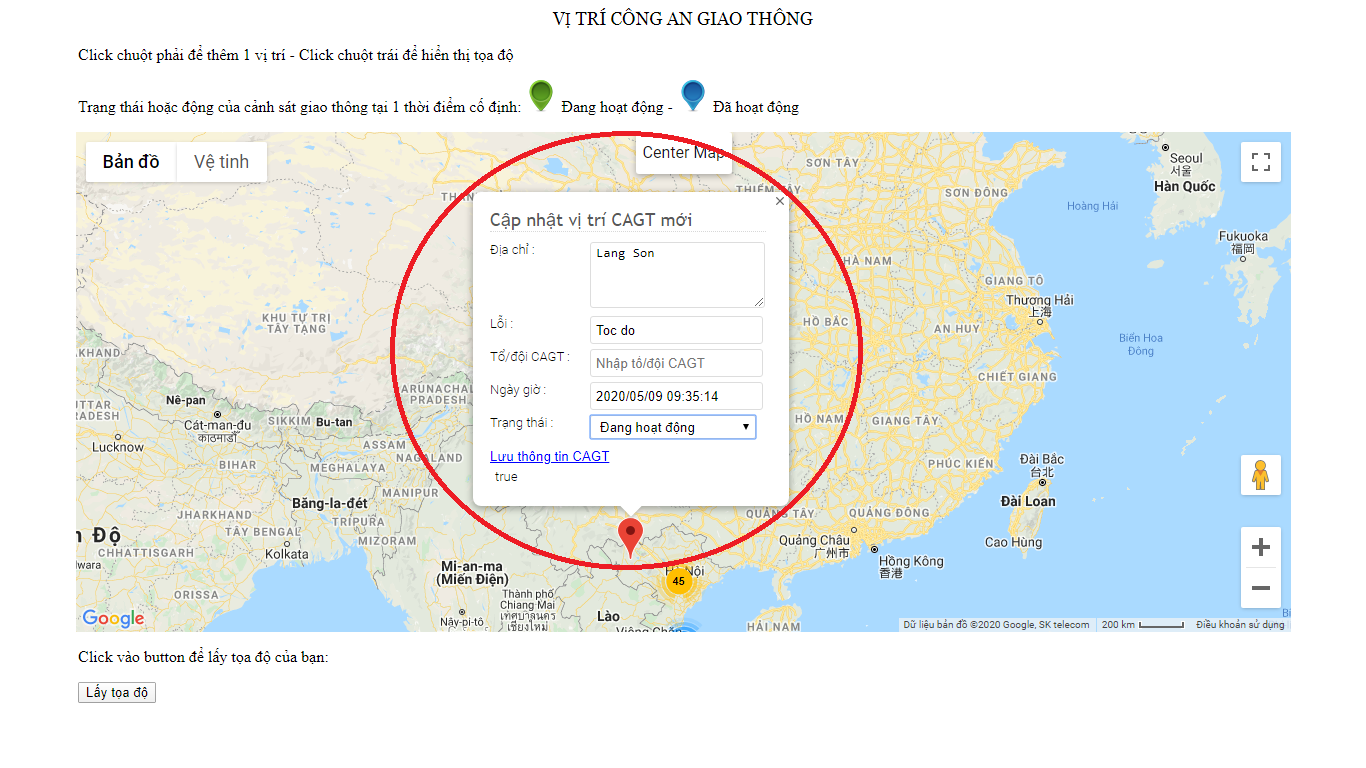 VỊ TRÍ CÔNG AN GIAO THÔNG
Click chuột phải để thêm 1 vị trí - Click chuột trái để hiển thị tọa độ
Trạng thái hoặc động của cảnh sát giao thông tại 1 thời điểm cố định: Đang hoạt động - Đã hoạt động
Bản đồ Vệ tinh
Center Map
Cập nhật vị trí CAGT mới
Địa chỉ :
Lang Son
Lỗi :
Toc do
Tổ/đội CAGT :
Nhập tổ/đội CAGT
Ngày giờ :
2020/05/09 09:35:14
Trạng thái :
Đang hoạt động
Lưu thông tin CAGT
true
SƠN TÂY
THIỂM TÂY
SƠN ĐÔNG
Seoul
서울
Hàn Quốc
Hoàng Hải
Fukuoka
福岡
HÀ NAM
GIANG TÔ
Thượng Hải
上海
HỒ BẮC
AN HUY
Biển Hoa
Đông
CHIẾT GIANG
KHU TỰ TRỊ
TÂY TẠNG
ARUNACHAL
PRADESH
Nê-pan
Cát-man-đu
काठमाडौं
SIKKIM
Bu-tan
Lucknow
ASSAM
NAGALAND
BIHAR
MEGHALAYA
MANIPUR
Băng-la-đét
JHARKHAND
TRIPURA
TÂY BENGAL
MIZORAM
n Độ
CHHATTISGARH
Kolkata
lwara
ORISSA
Mi-an-ma
(Miến Điện)
Nây-pi-tô
Thành phố
Chiang Mai
เทศบาลนคร
เชียงใหม่
Lào
Viêng Chăn
Hà Nội
45
HỒ NAM
GIANG TÂY
PHÚC KIẾN
Đài Bắc
台北
Đài Loan
Cao Hùng
QUẢNG TÂY
QUẢNG ĐÔNG
Quảng Châu
广州市
Hồng Kông
香港
HẢI NAM
Google
Dữ liệu bản đồ ©2020 Google, SK telecom 200 km Điều khoản sử dụng
Click vào button để lấy tọa độ của bạn:
Lấy tọa độ